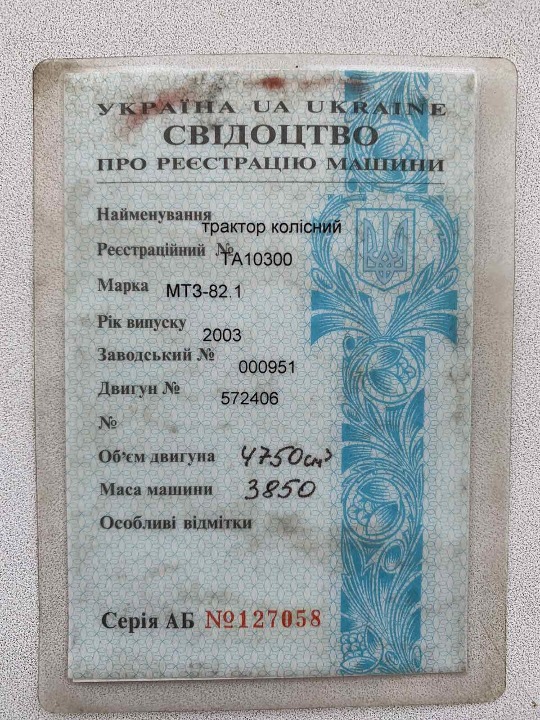 УКРАЇНА UA UKRAINE
СВІДОЦТВО
ПРО РЕЄСТРАЦІЮ МАШИНИ
Найменування трактор колісний
Реєстраційний № ТА10300
Марка МТЗ-82.1
Рік випуску 2003
Заводський № 000951
Двигун № 572406
№
Об'єм двигуна 4750 см³
Маса машини 3850
Особливі відмітки
Серія АБ №127058